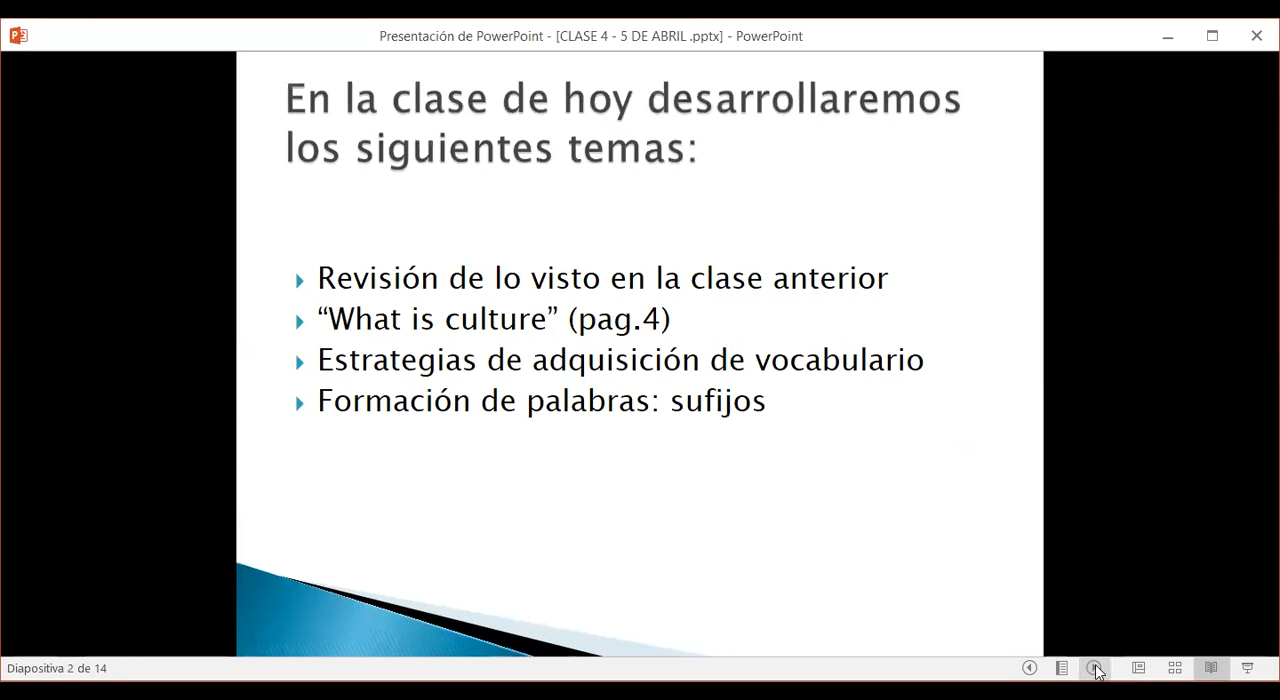 Presentación de PowerPoint - [CLASE 4 - 5 DE ABRIL .pptx] - PowerPoint
En la clase de hoy desarrollaremos
los siguientes temas:
Revisión de lo visto en la clase anterior
“What is culture” (pag.4)
Estrategias de adquisición de vocabulario
Formación de palabras: sufijos
Diapositiva 2 de 14